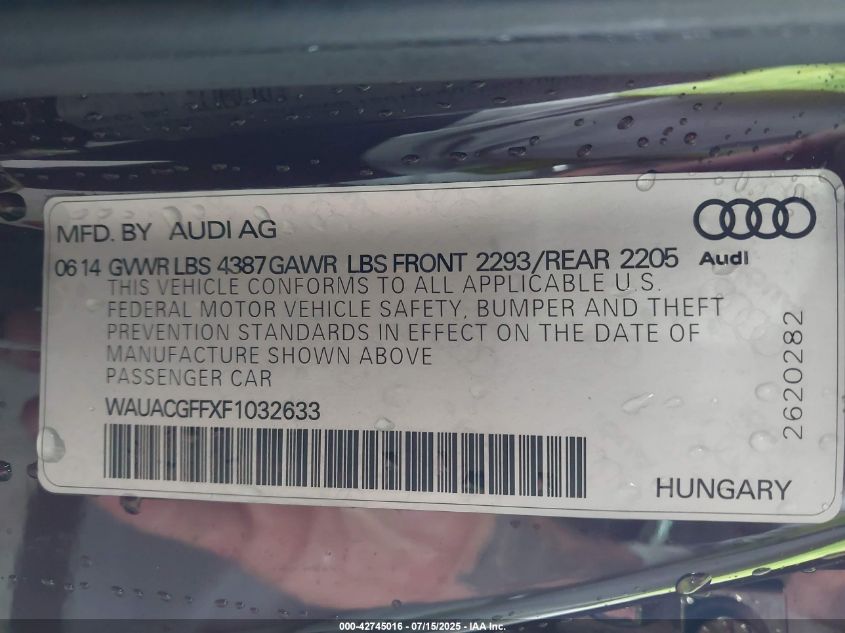 MFD. BY AUDI AG
Audi
06 14 GVWR LBS 4387 GAWR LBS FRONT 2293/REAR 2205
THIS VEHICLE CONFORMS TO ALL APPLICABLE U.S.
FEDERAL MOTOR VEHICLE SAFETY, BUMPER AND THEFT
PREVENTION STANDARDS IN EFFECT ON THE DATE OF
MANUFACTURE SHOWN ABOVE
PASSENGER CAR
WAUACGFFXF1032633
2620282
HUNGARY
000-42745016 - 07/15/2025 - IAA Inc.